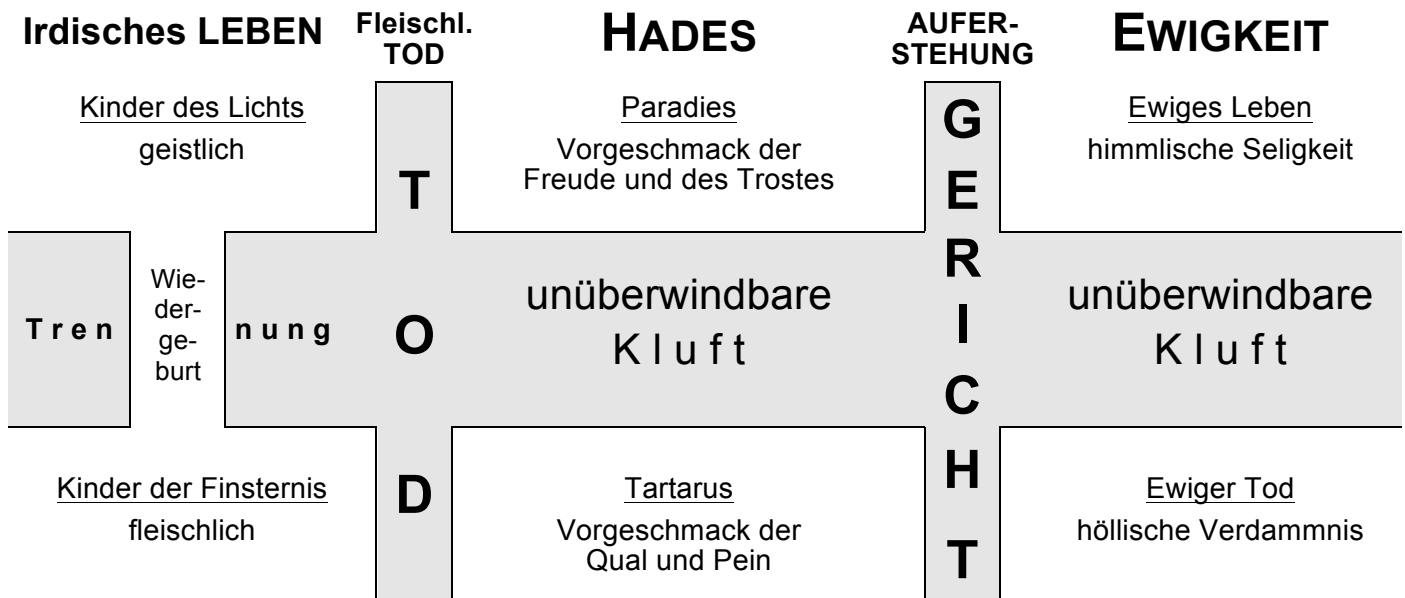 Irdisches LEBEN
Fleischl.
TOD
HADES
AUFER-
STEHUNG
EWIGKEIT
Kinder des Lichts
geistlich
Paradies
Vorgeschmack der
Freude und des Trostes
Ewiges Leben
himmlische Seligkeit
T r e n
Wie-
der-
ge-
burt
n u n g
T
O
D
unüberwindbare
K l u f t
G
E
R
I
C
H
T
unüberwindbare
K l u f t
Kinder der Finsternis
fleischlich
Tartarus
Vorgeschmack der
Qual und Pein
Ewiger Tod
höllische Verdammnis